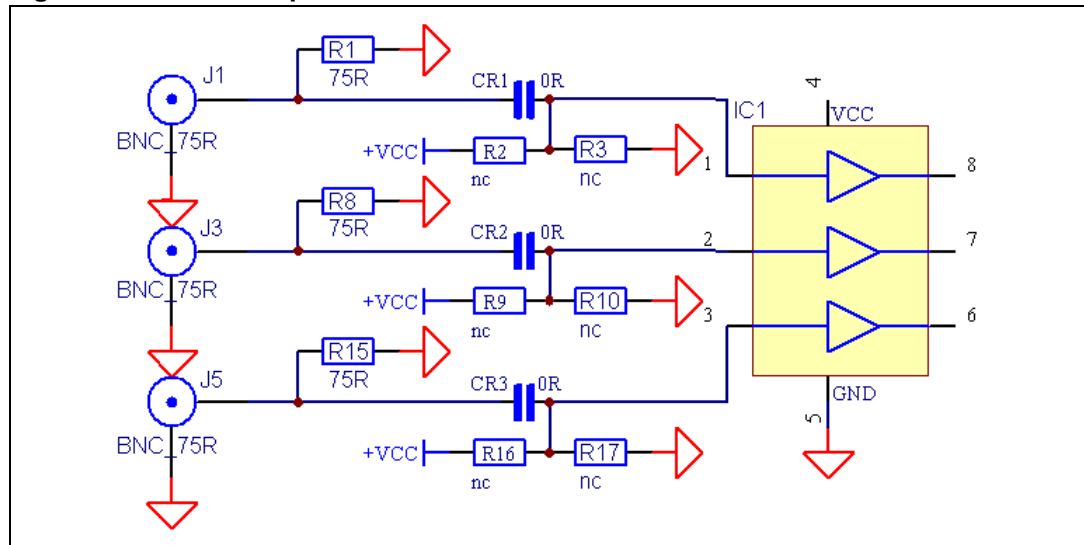 R1
75R
J1
BNC_75R
CR1
0R
+VCC
R2
nc
R3
nc
1
IC1
4
VCC
8
R8
75R
J3
BNC_75R
CR2
0R
2
7
+VCC
R9
nc
R10
nc
3
6
R15
75R
J5
BNC_75R
CR3
0R
GND
5
+VCC
R16
nc
R17
nc